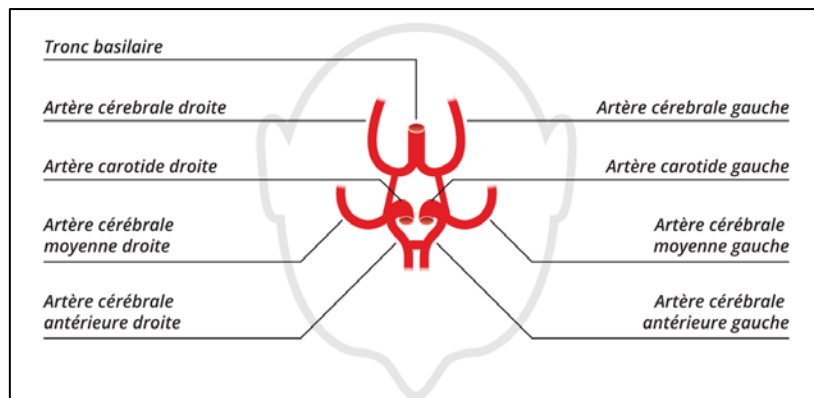 Tronc basilaire
Artère cérebrale droite
Artère cérebrale gauche
Artère carotide droite
Artère carotide gauche
Artère cérébrale
moyenne droite
Artère cérébrale
moyenne gauche
Artère cérébrale
antérieure droite
Artère cérébrale
antérieure gauche